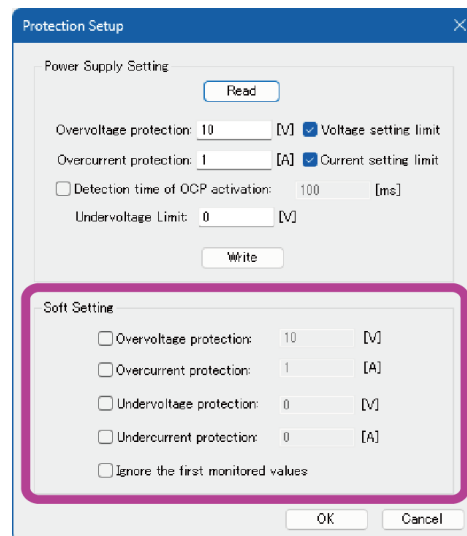 Protection Setup
Power Supply Setting
Read
Overvoltage protection: 10 [V] Voltage setting limit
Overcurrent protection: 1 [A] Current setting limit
Detection time of OCP activation: 100 [ms]
Undervoltage Limit: 0 [V]
Write
Soft Setting
Overvoltage protection: 10 [V]
Overcurrent protection: 1 [A]
Undervoltage protection: 0 [V]
Undercurrent protection: 0 [A]
Ignore the first monitored values
OK Cancel